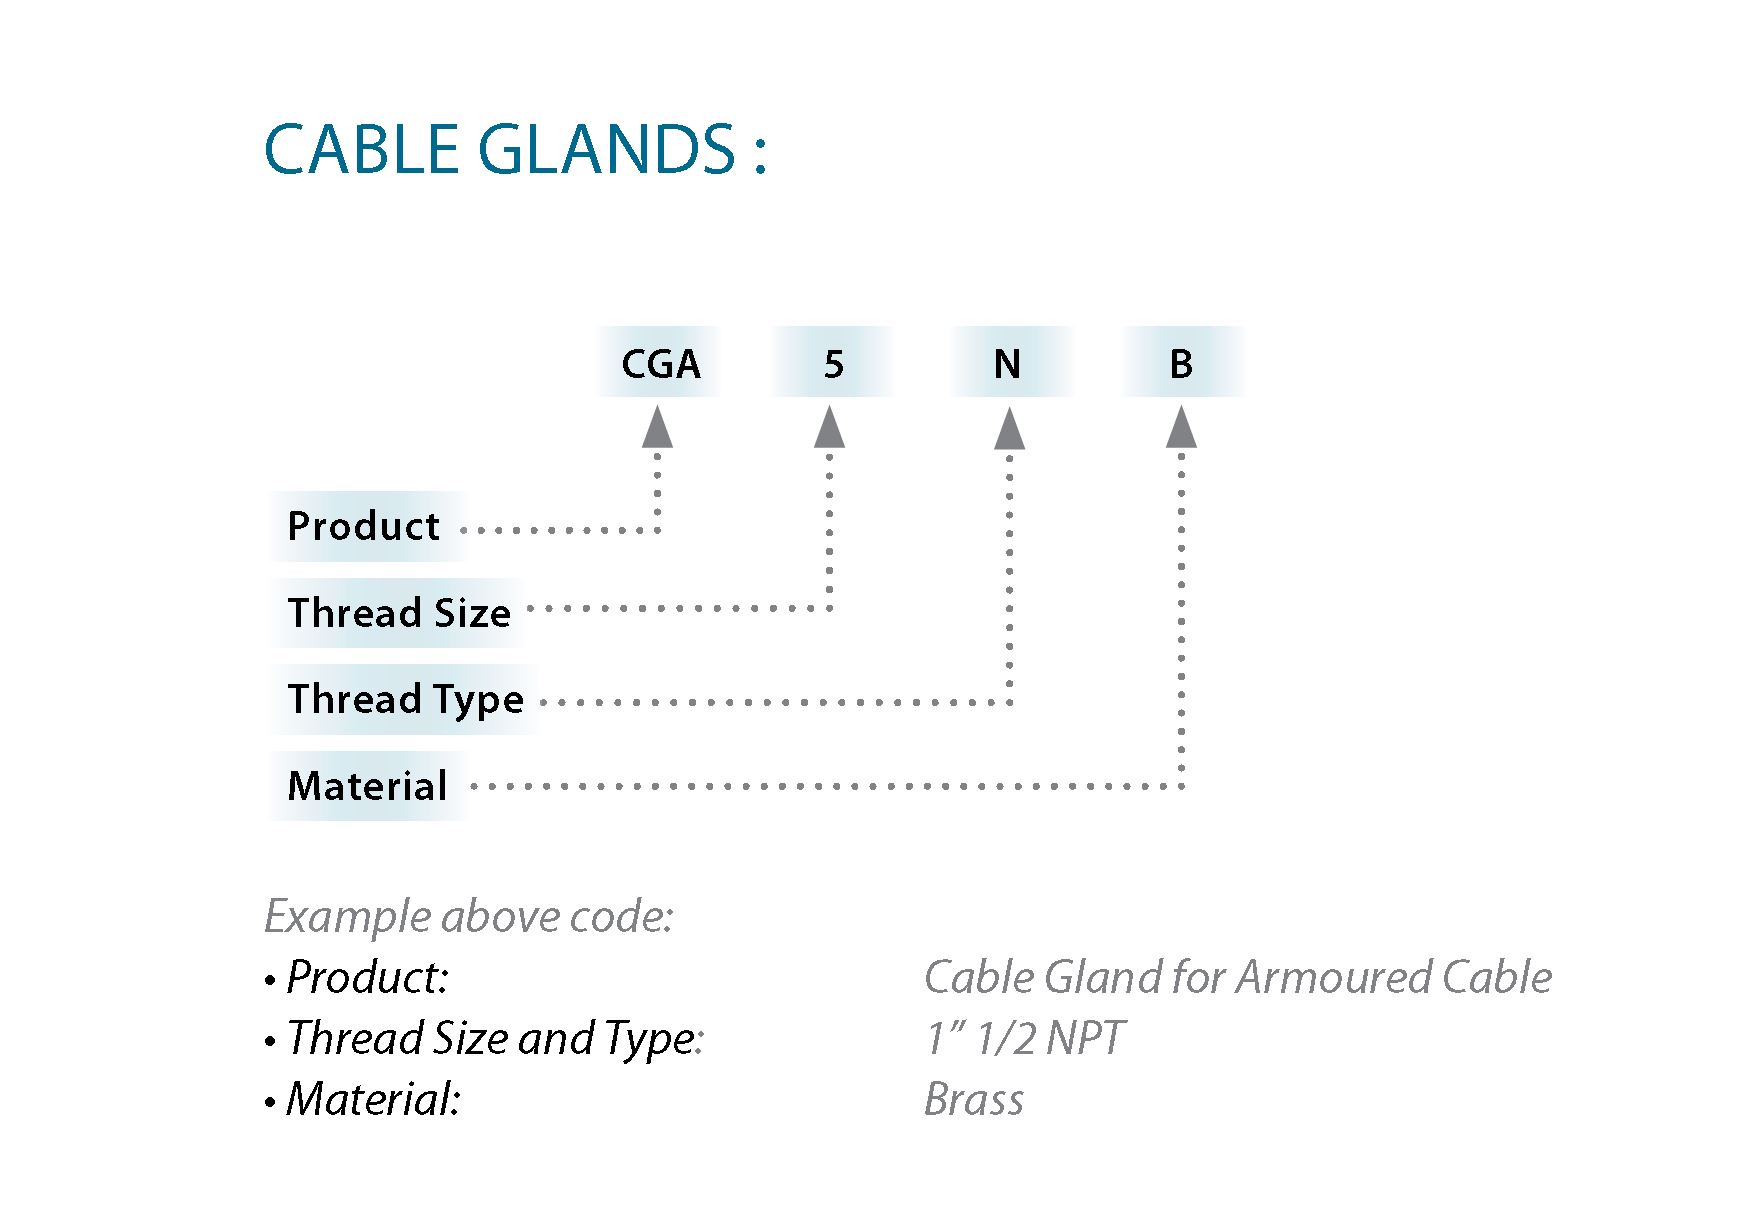 CABLE GLANDS :
CGA 5 N B
Product
Thread Size
Thread Type
Material
Example above code:
• Product: Cable Gland for Armoured Cable
• Thread Size and Type: 1” 1/2 NPT
• Material: Brass